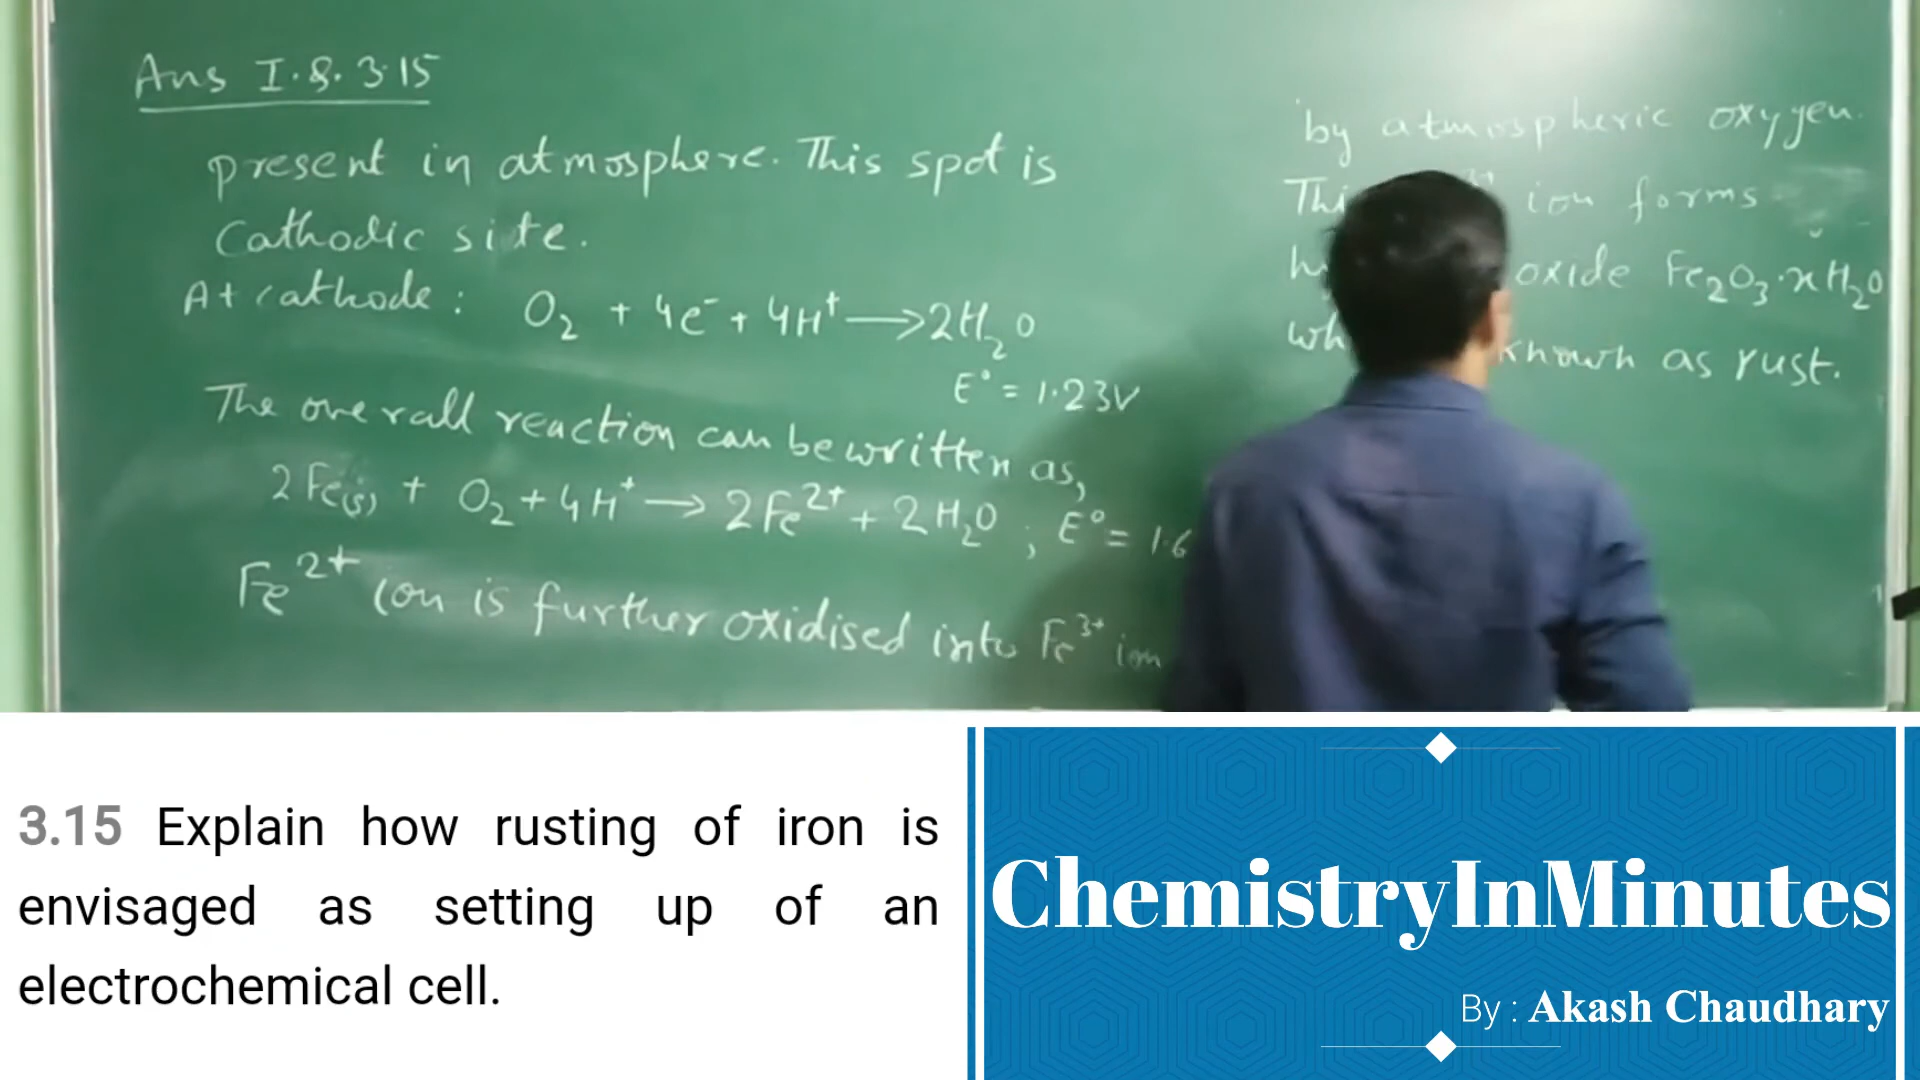 Ans I.Q. 3.15
present in atmosphere. This spot is
Cathodic site.
At cathode : O₂ + 4e⁻ + 4H⁺ ⟶ 2H₂O
E° = 1.23V
The overall reaction can be written as,
2Fe(s) + O₂ + 4H⁺ ⟶ 2Fe²⁺ + 2H₂O ; E° = 1.6
Fe²⁺ ion is further oxidised into Fe³⁺ ion
by atmospheric oxygen.
ion forms
oxide Fe₂O₃·xH₂O
known as rust.
3.15 Explain how rusting of iron is
envisaged as setting up of an
electrochemical cell.
ChemistryInMinutes
By : Akash Chaudhary